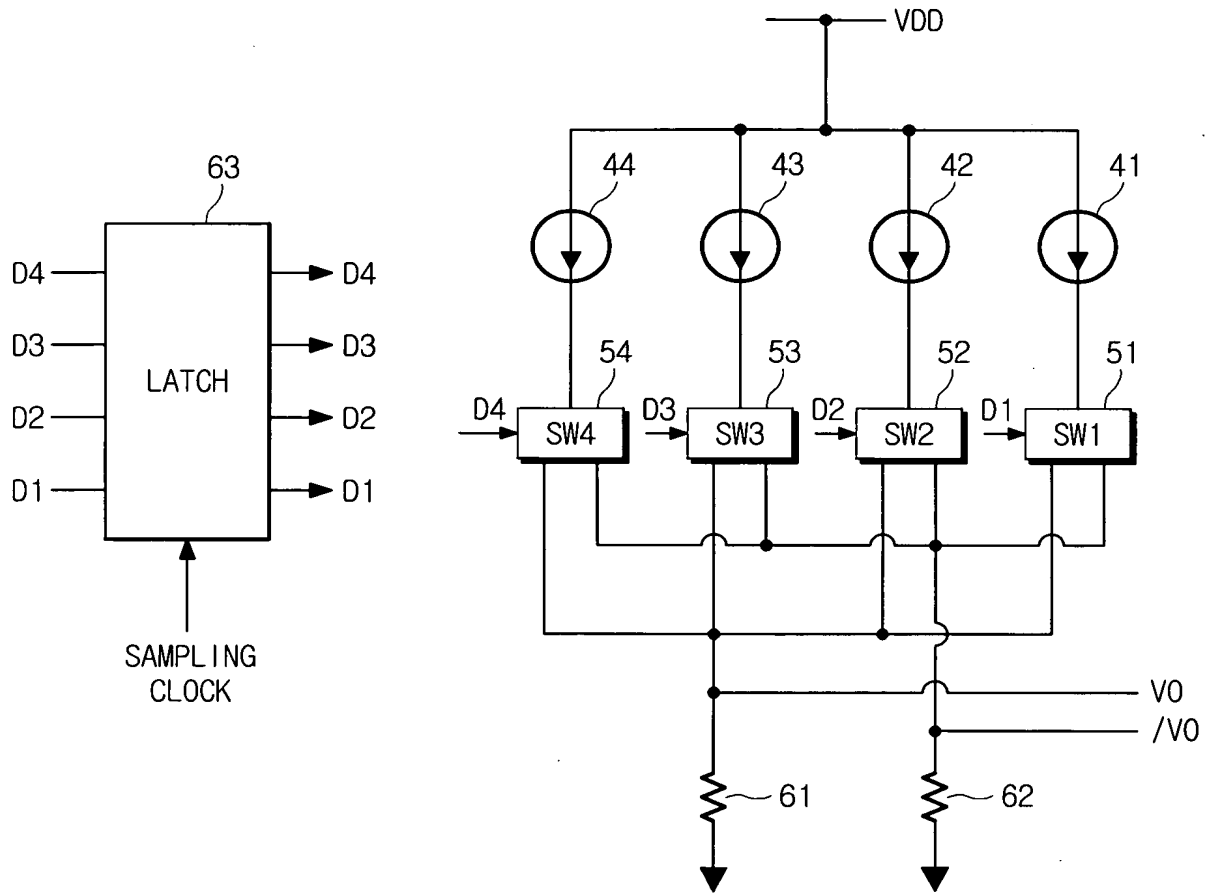 VDD
44
43
42
41
63
D4
D4
D3
D3
LATCH
D2
D2
D1
D1
SAMPLING
CLOCK
54
53
52
51
D4
D3
D2
D1
SW4
SW3
SW2
SW1
VO
/VO
61
62